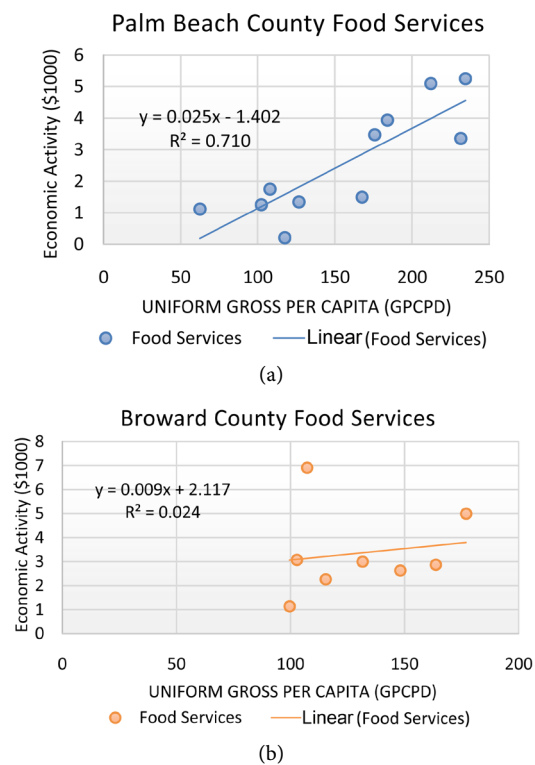 Palm Beach County Food Services
Economic Activity ($1000)
6
5
4
3
2
1
0
y = 0.025x - 1.402
R² = 0.710
0 50 100 150 200 250
UNIFORM GROSS PER CAPITA (GPCPD)
Food Services Linear (Food Services)
(a)
Broward County Food Services
Economic Activity ($1000)
8
7
6
5
4
3
2
1
0
y = 0.009x + 2.117
R² = 0.024
0 50 100 150 200
UNIFORM GROSS PER CAPITA (GPCPD)
Food Services Linear (Food Services)
(b)